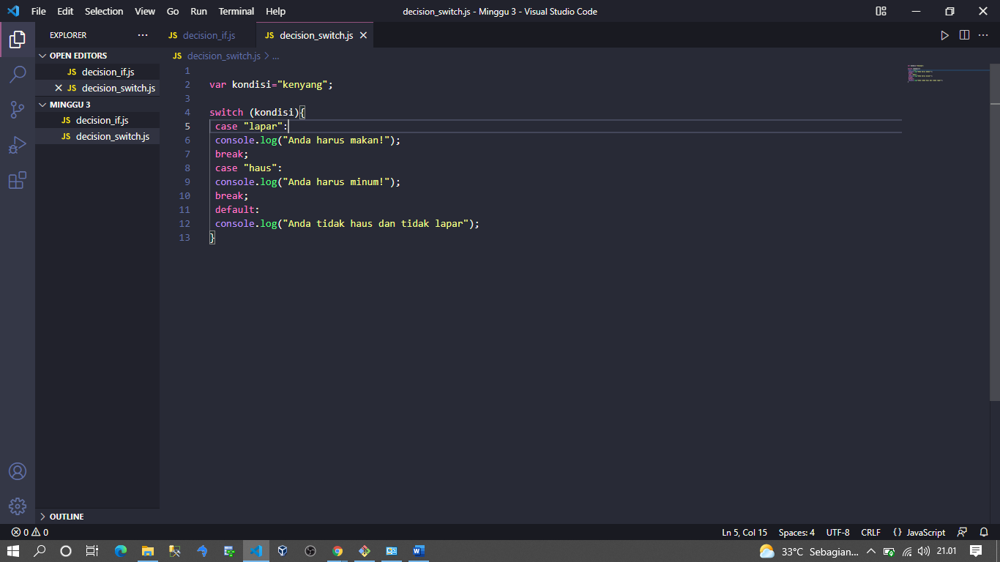 File Edit Selection View Go Run Terminal Help decision_switch.js - Minggu 3 - Visual Studio Code
EXPLORER ...
JS decision_if.js JS decision_switch.js
OPEN EDITORS
JS decision_if.js
JS decision_switch.js
MINGGU 3
JS decision_if.js
JS decision_switch.js
OUTLINE
JS decision_switch.js > ...
1
2 var kondisi="kenyang";
3
4 switch (kondisi){
5 case "lapar":
6 console.log("Anda harus makan!");
7 break;
8 case "haus":
9 console.log("Anda harus minum!");
10 break;
11 default:
12 console.log("Anda tidak haus dan tidak lapar");
13 }
0 0 Ln 5, Col 15 Spaces: 4 UTF-8 CRLF {} JavaScript
33°C Sebagian... 21.01